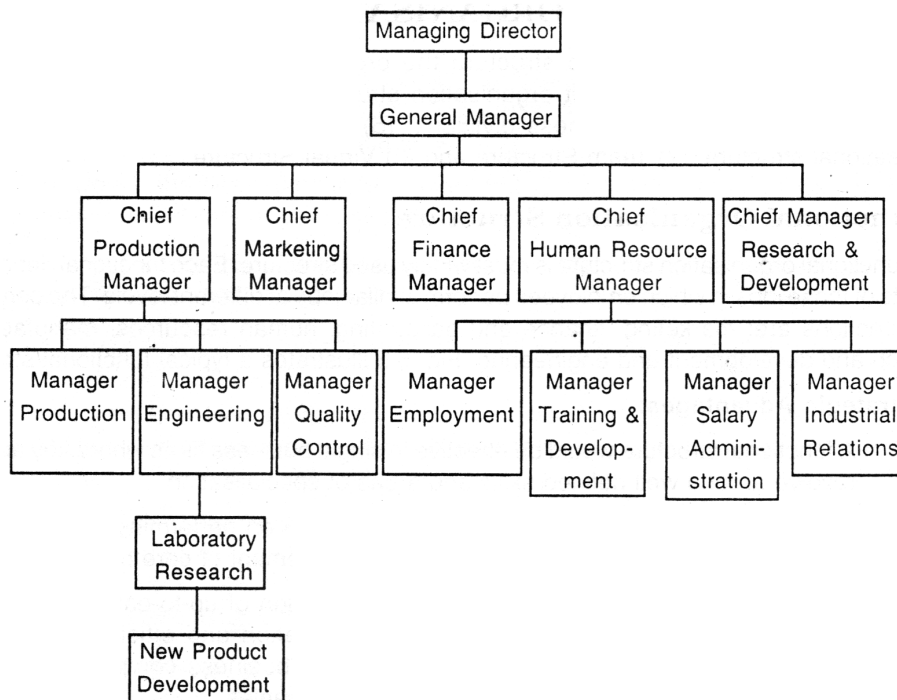 Managing Director
General Manager
Chief
Production
Manager
Chief
Marketing
Manager
Chief
Finance
Manager
Chief
Human Resource
Manager
Chief Manager
Research &
Development
Manager
Production
Manager
Engineering
Manager
Quality
Control
Manager
Employment
Manager
Training &
Develop-
ment
Manager
Salary
Admini-
stration
Manager
Industrial
Relations
Laboratory
Research
New Product
Development